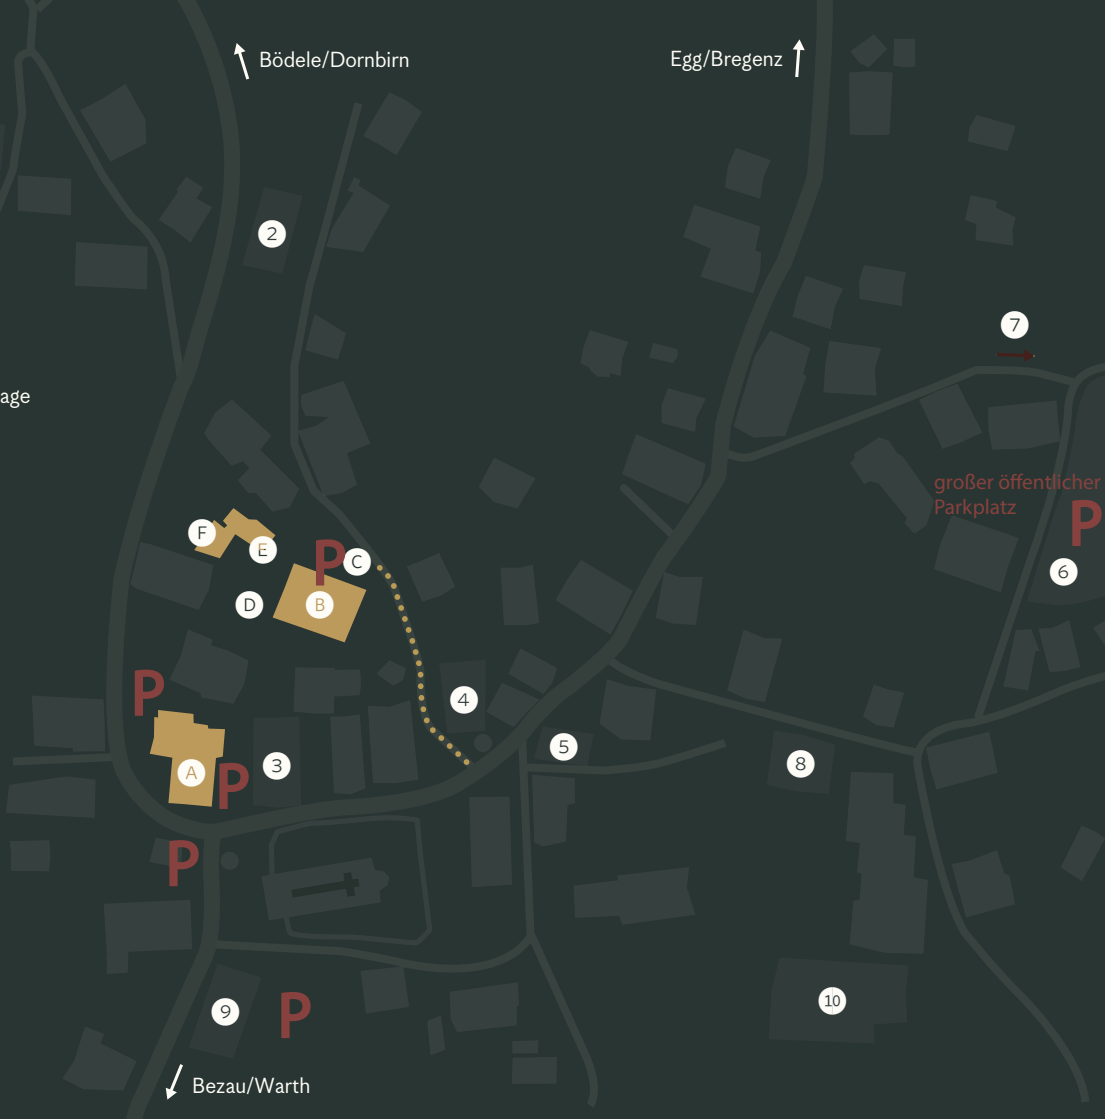 Bödele/Dornbirn
Egg/Bregenz
2
7
age
großer öffentlicher
Parkplatz
P
F
E
P
C
6
D
B
P
4
5
8
A
P
3
P
9
P
10
Bezau/Warth